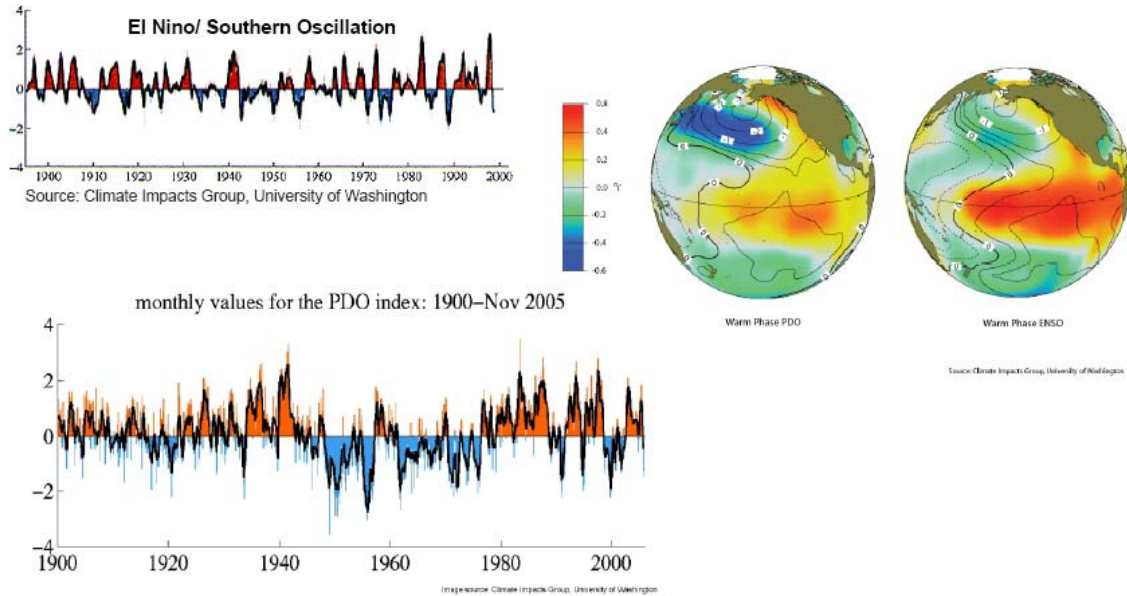 El Nino/ Southern Oscillation
4
2
0
-2
-4
1900 1910 1920 1930 1940 1950 1960 1970 1980 1990 2000
Source: Climate Impacts Group, University of Washington
0.8
0.4
0.2
0.0 °C
-0.2
-0.4
-0.6
Warm Phase PDO
Warm Phase ENSO
Source: Climate Impacts Group, University of Washington
monthly values for the PDO index: 1900–Nov 2005
4
2
0
−2
−4
1900 1920 1940 1960 1980 2000
Image source: Climate Impacts Group, University of Washington